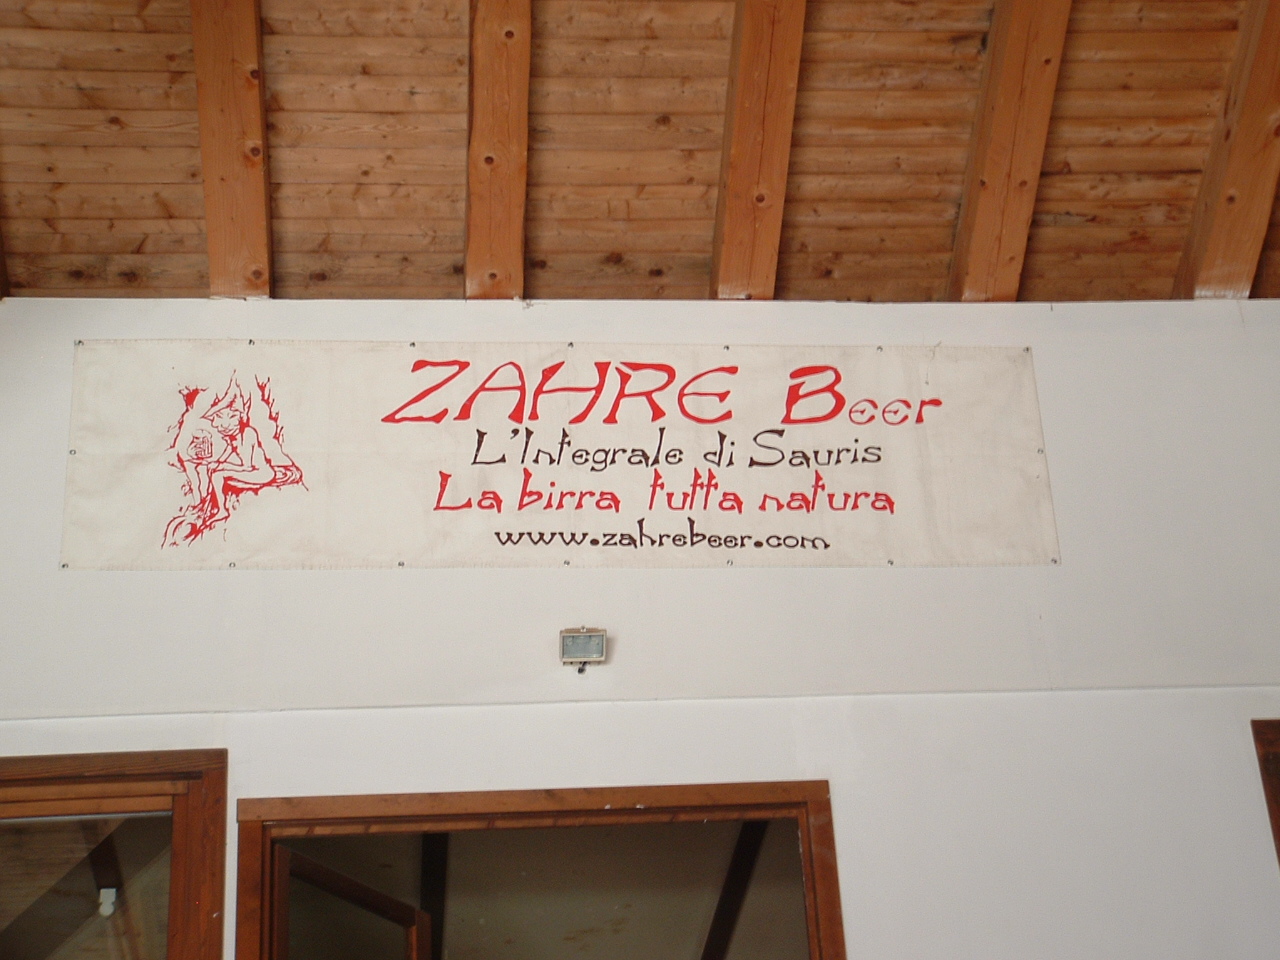 ZAHRE Beer
L'Integrale di Sauris
La birra tutta natura
www.zahrebeer.com